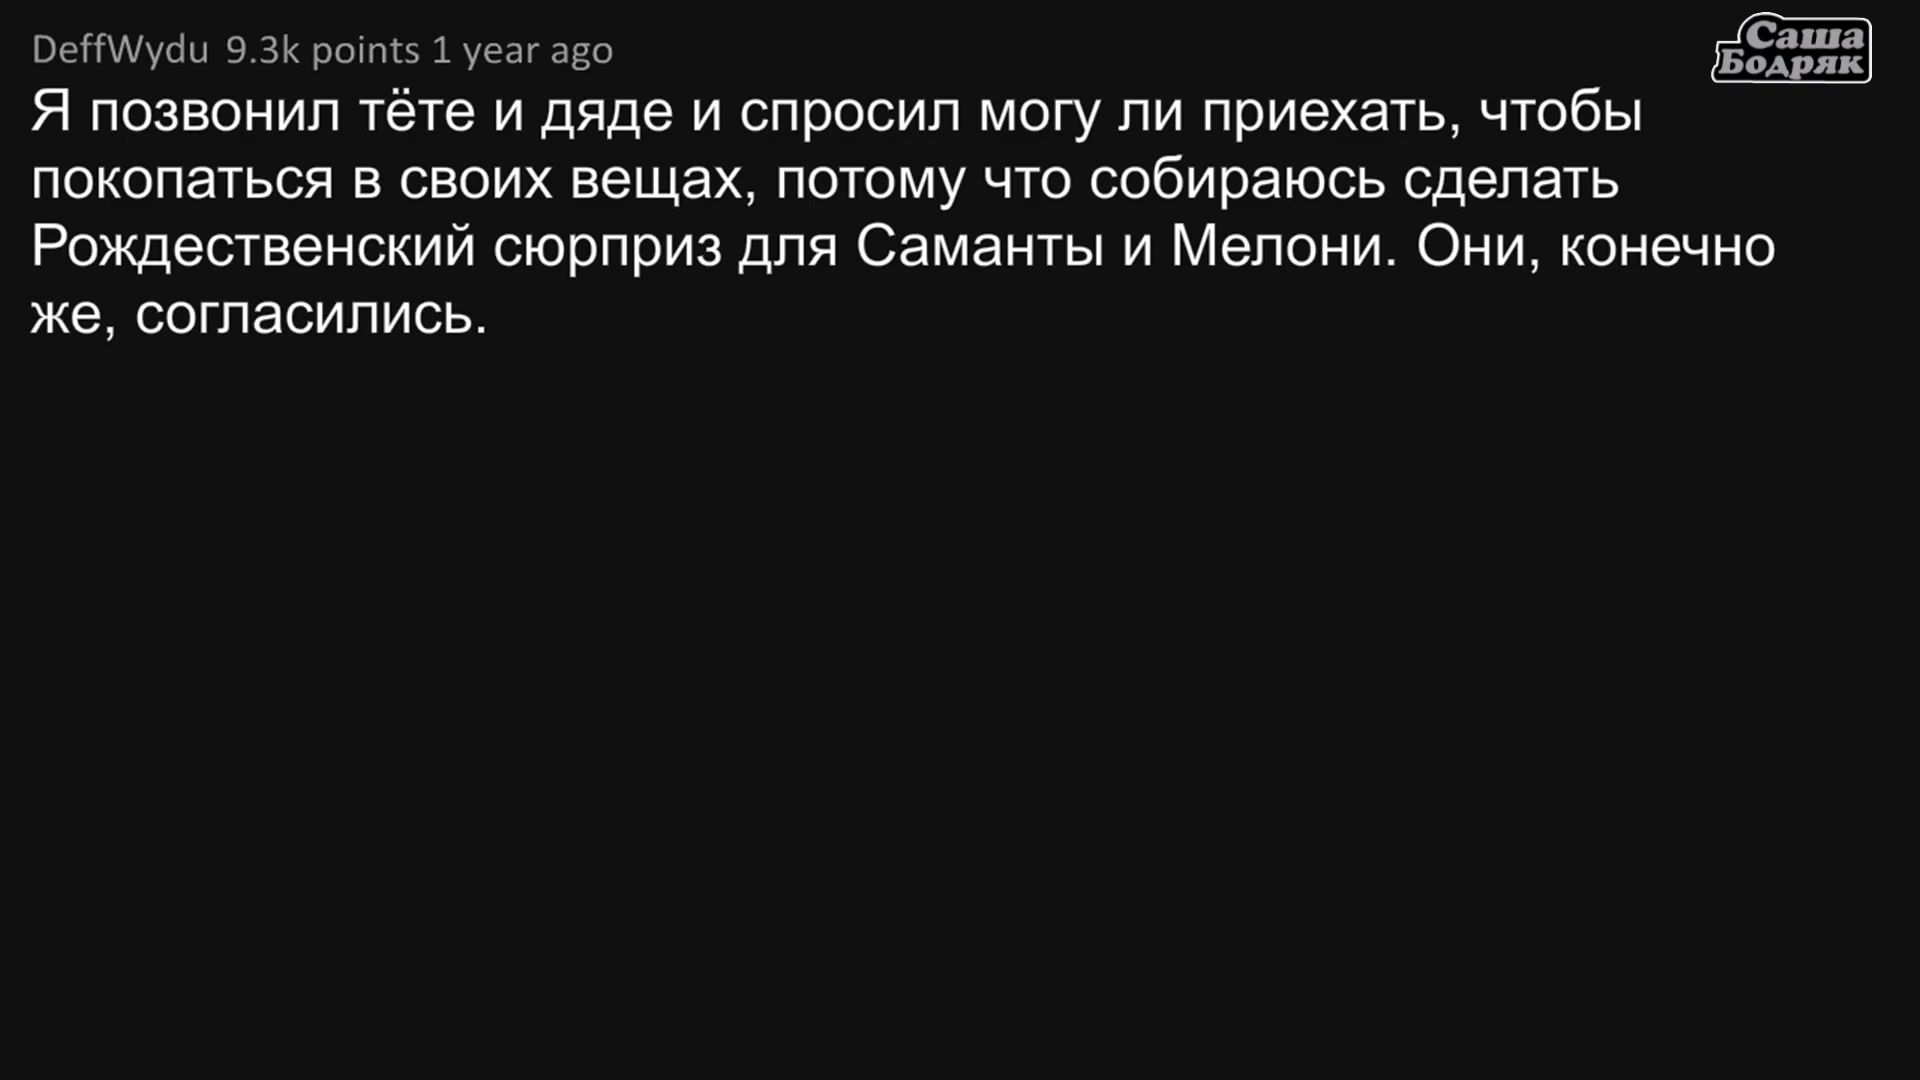 DeffWydu 9.3k points 1 year ago
Саша
Бодряк
Я позвонил тёте и дяде и спросил могу ли приехать, чтобы
покопаться в своих вещах, потому что собираюсь сделать
Рождественский сюрприз для Саманты и Мелони. Они, конечно
же, согласились.